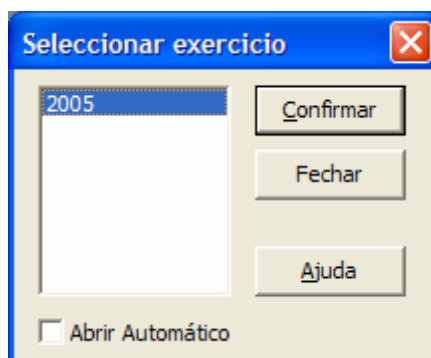 Seleccionar exercicio
2005
Confirmar
Fechar
Ajuda
Abrir Automático